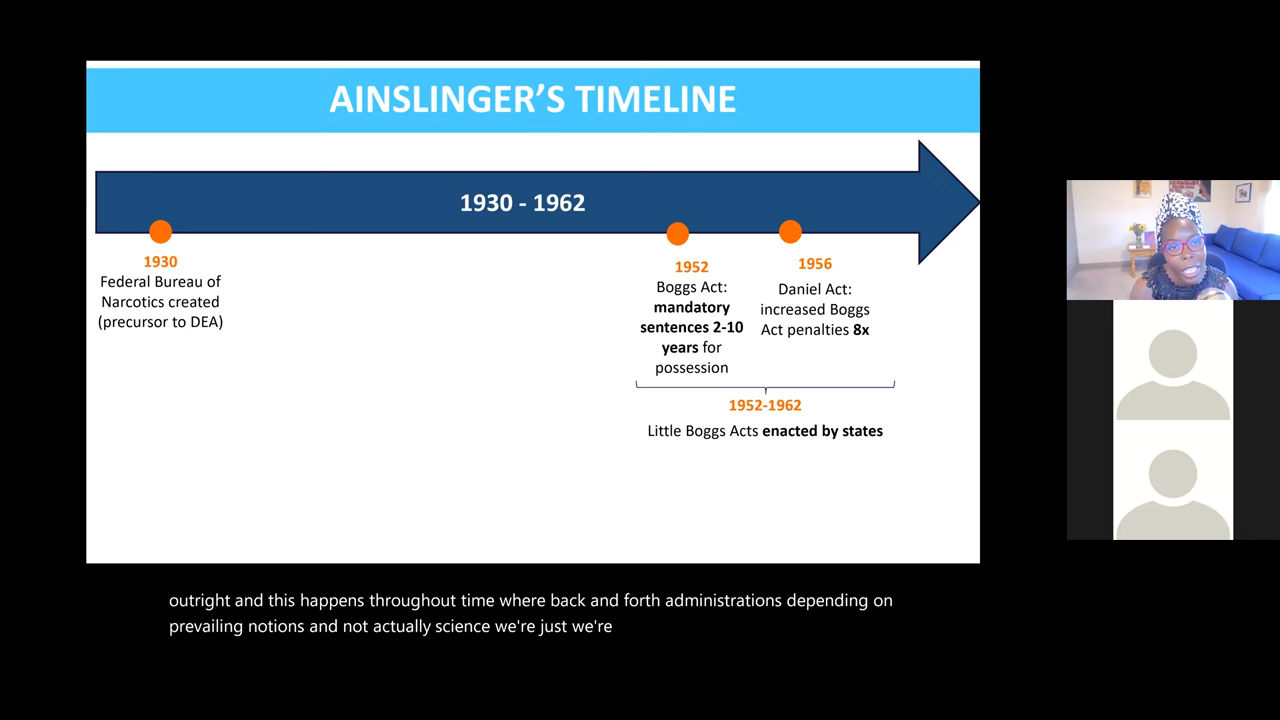 AINSLINGER’S TIMELINE
1930 - 1962
1930
Federal Bureau of
Narcotics created
(precursor to DEA)
1952
Boggs Act:
mandatory
sentences 2-10
years for
possession
1956
Daniel Act:
increased Boggs
Act penalties 8x
1952-1962
Little Boggs Acts enacted by states
outright and this happens throughout time where back and forth administrations depending on
prevailing notions and not actually science we're just we're